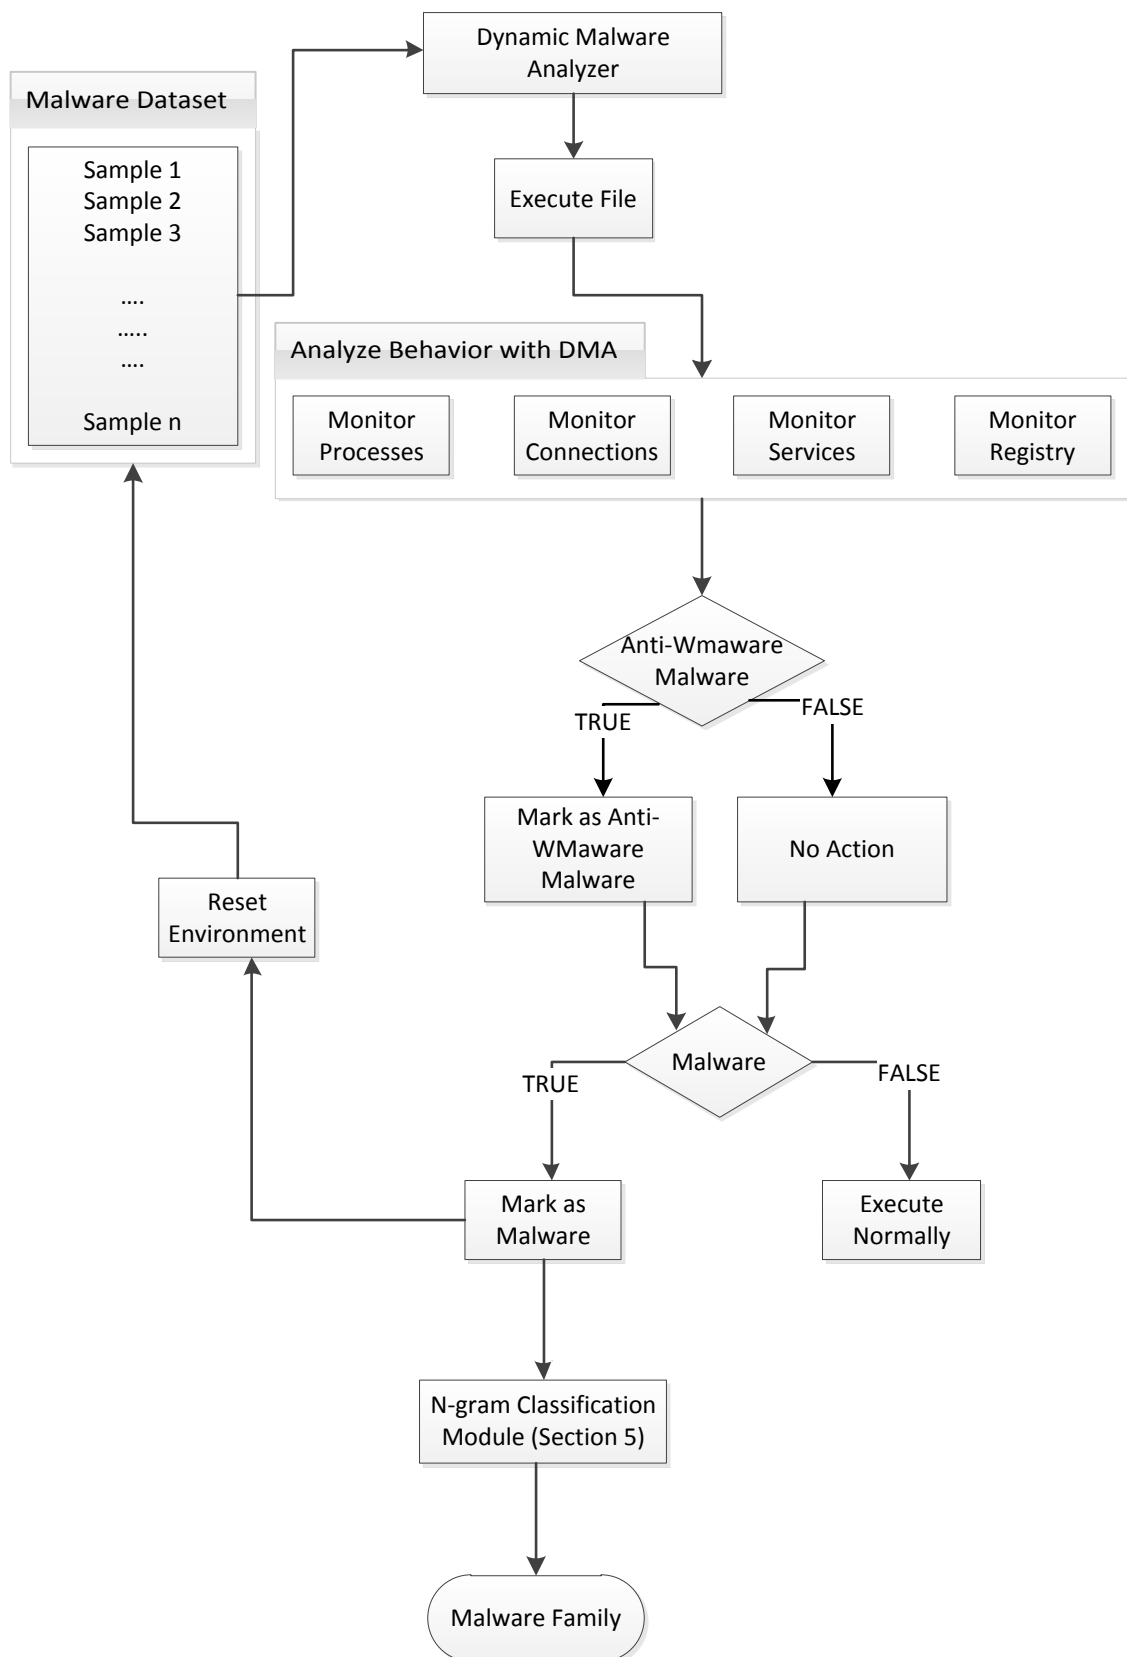 Dynamic Malware
Analyzer
Malware Dataset
Sample 1
Sample 2
Sample 3
....
.....
....
Sample n
Execute File
Analyze Behavior with DMA
Monitor
Processes
Monitor
Connections
Monitor
Services
Monitor
Registry
Anti-Wmaware
Malware
TRUE
FALSE
Mark as Anti-
WMaware
Malware
No Action
Reset
Environment
Malware
TRUE
FALSE
Mark as
Malware
Execute
Normally
N-gram Classification
Module (Section 5)
Malware Family